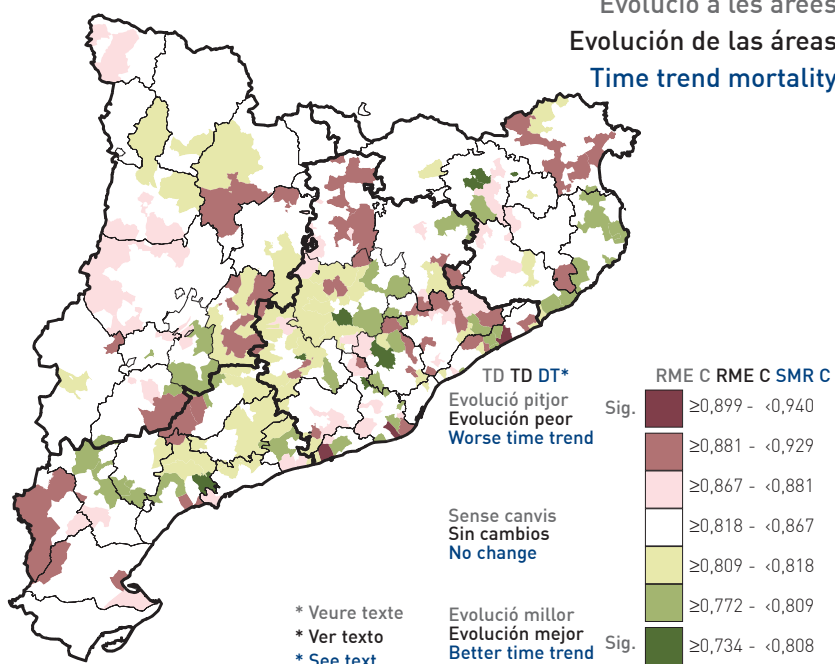 Evolució a les àrees
Evolución de las áreas
Time trend mortality
TD TD DT*
RME C RME C SMR C
Evolució pitjor
Evolución peor
Worse time trend
Sig.
≥0,899 - <0,940
≥0,881 - <0,929
≥0,867 - <0,881
Sense canvis
Sin cambios
No change
≥0,818 - <0,867
≥0,809 - <0,818
≥0,772 - <0,809
Evolució millor
Evolución mejor
Better time trend
Sig.
≥0,734 - <0,808
* Veure texte
* Ver texto
* See text